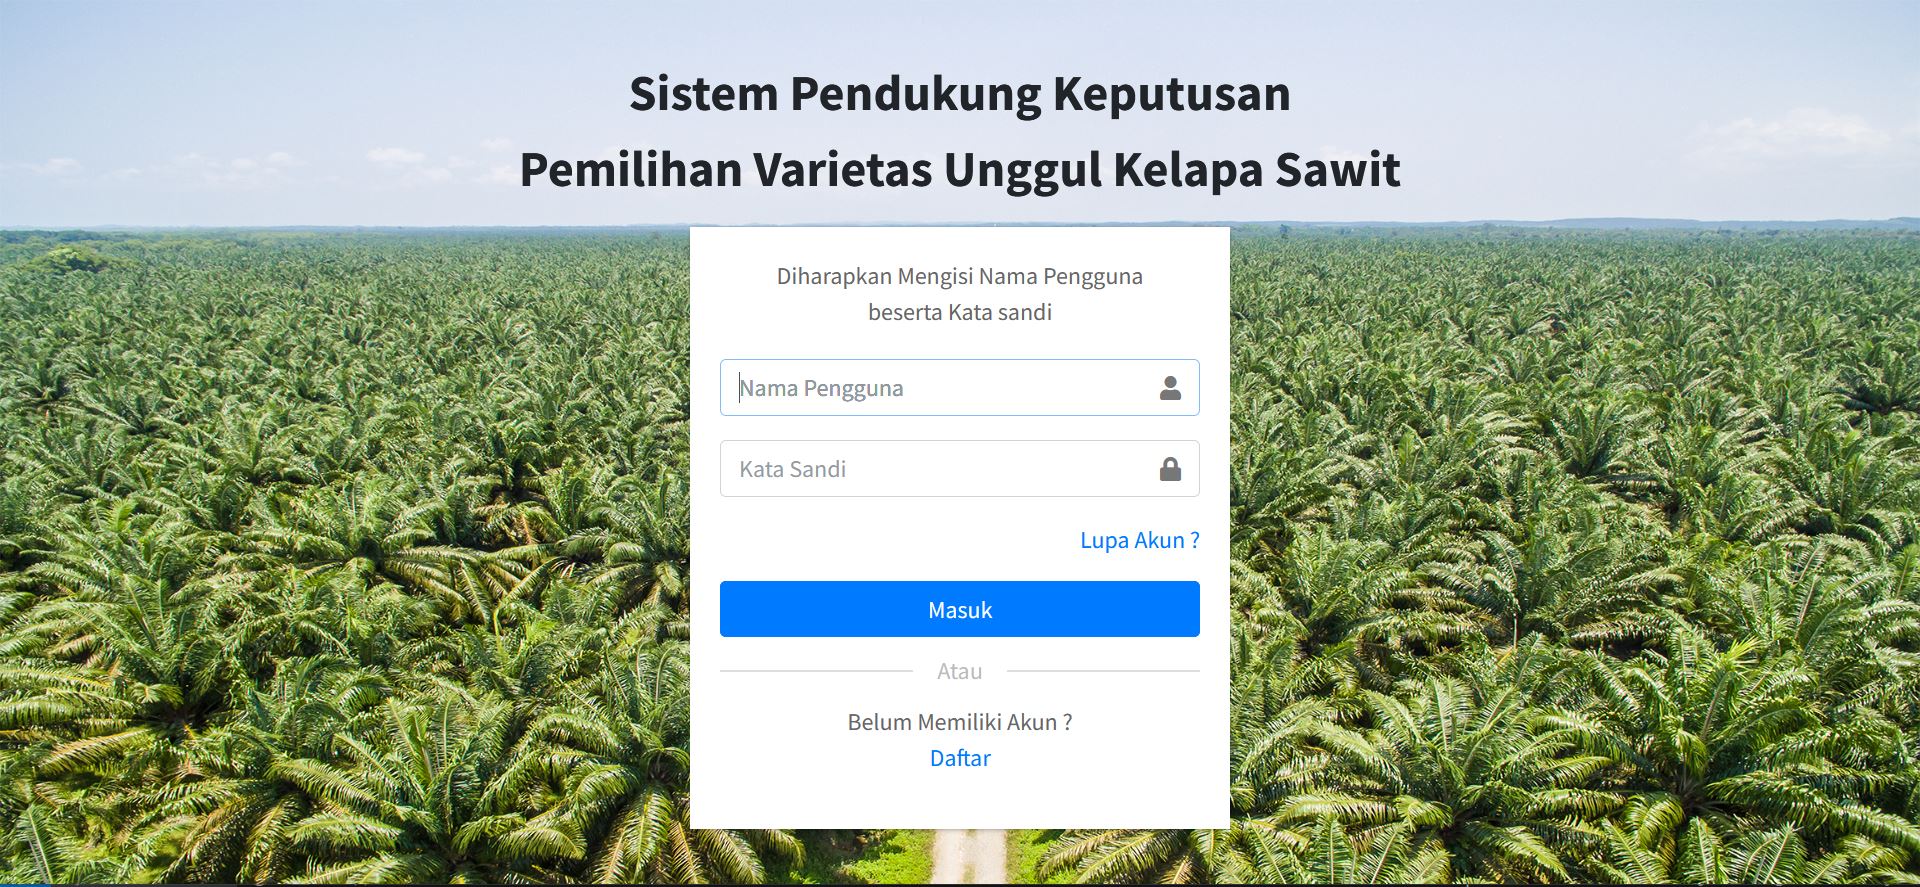 Sistem Pendukung Keputusan
Pemilihan Varietas Unggul Kelapa Sawit
Diharapkan Mengisi Nama Pengguna
beserta Kata sandi
Nama Pengguna
Kata Sandi
Lupa Akun ?
Masuk
Atau
Belum Memiliki Akun ?
Daftar